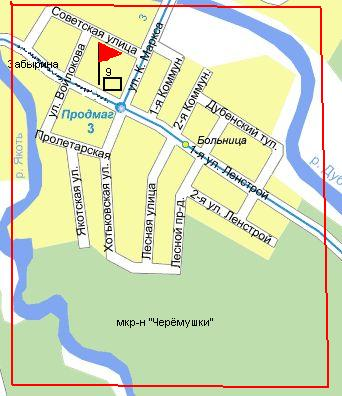 Советская улица
3
Забырина
ул. Войлокова
9
ул. К. Маркса
1-я Коммун
2-я Коммун.
Дубенский туп.
Продмаг
3
Больница
1-я ул. Ленстрой
Пролетарская
р. Якоть
р. Дуб
Якотская ул.
Хотьковская ул.
Лесная улица
Лесной пр-д.
2-я ул. Ленстрой
мкр-н "Черёмушки"